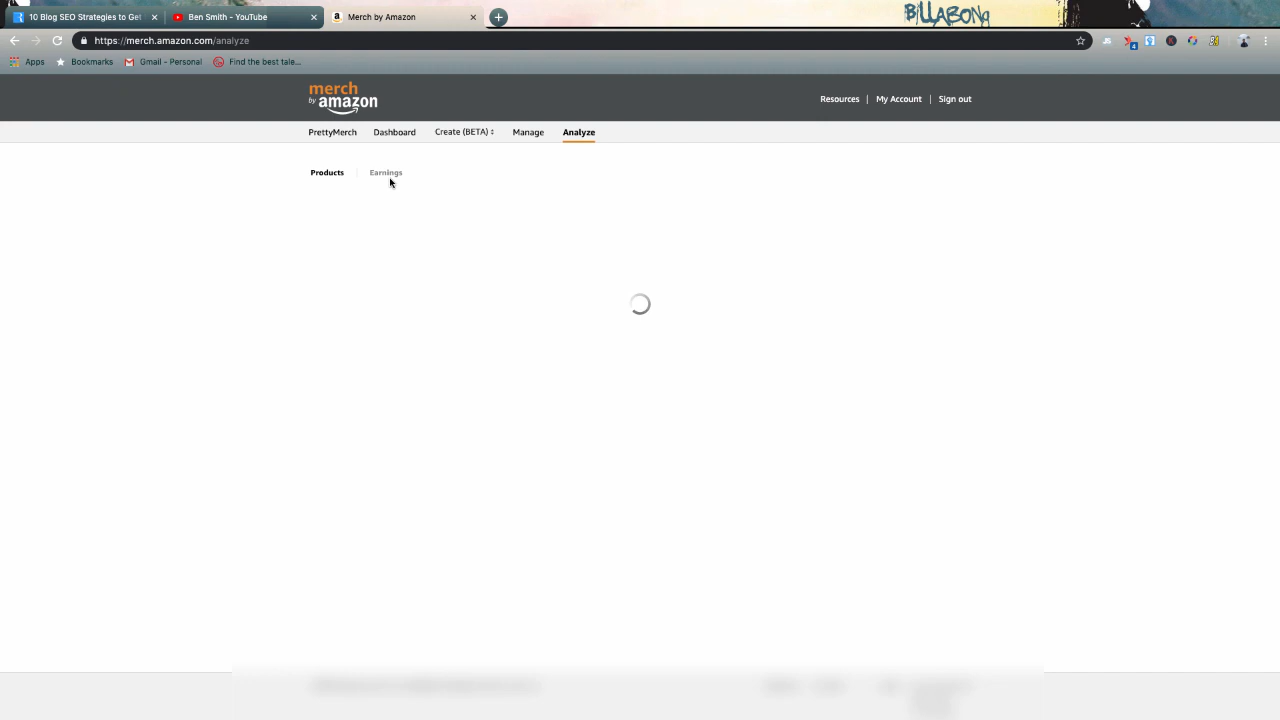 BILLABONG
10 Blog SEO Strategies to Get
Ben Smith - YouTube
Merch by Amazon
https://merch.amazon.com/analyze
Apps
Bookmarks
Gmail - Personal
Find the best tale...
merch
by amazon
Resources
My Account
Sign out
PrettyMerch
Dashboard
Create (BETA)
Manage
Analyze
Products
Earnings